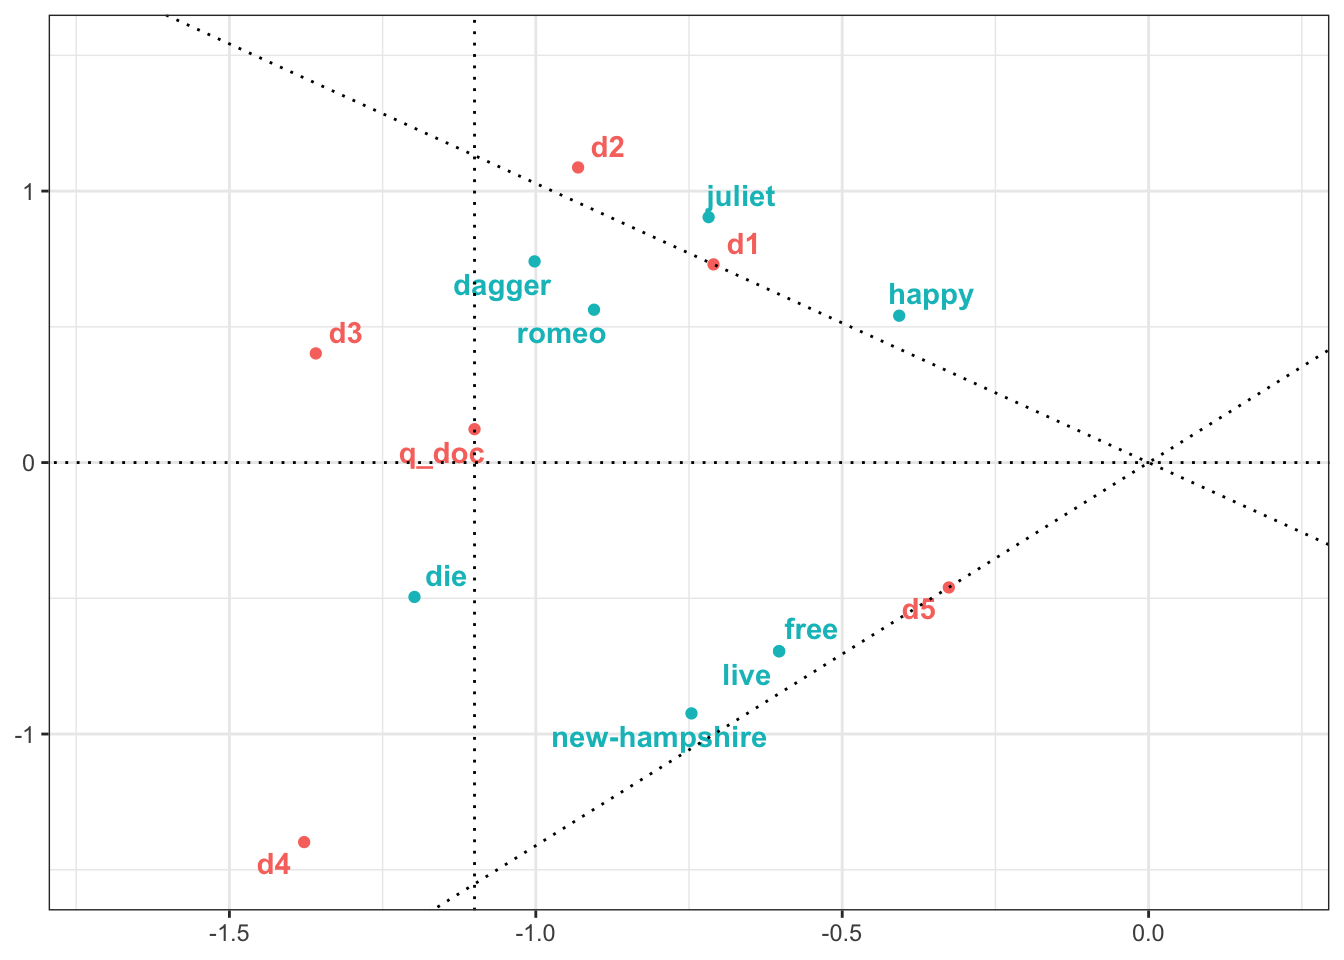 d2
juliet
1
d1
dagger
happy
romeo
d3
q_doc
0
die
d5
free
live
new-hampshire
-1
d4
-1.5
-1.0
-0.5
0.0